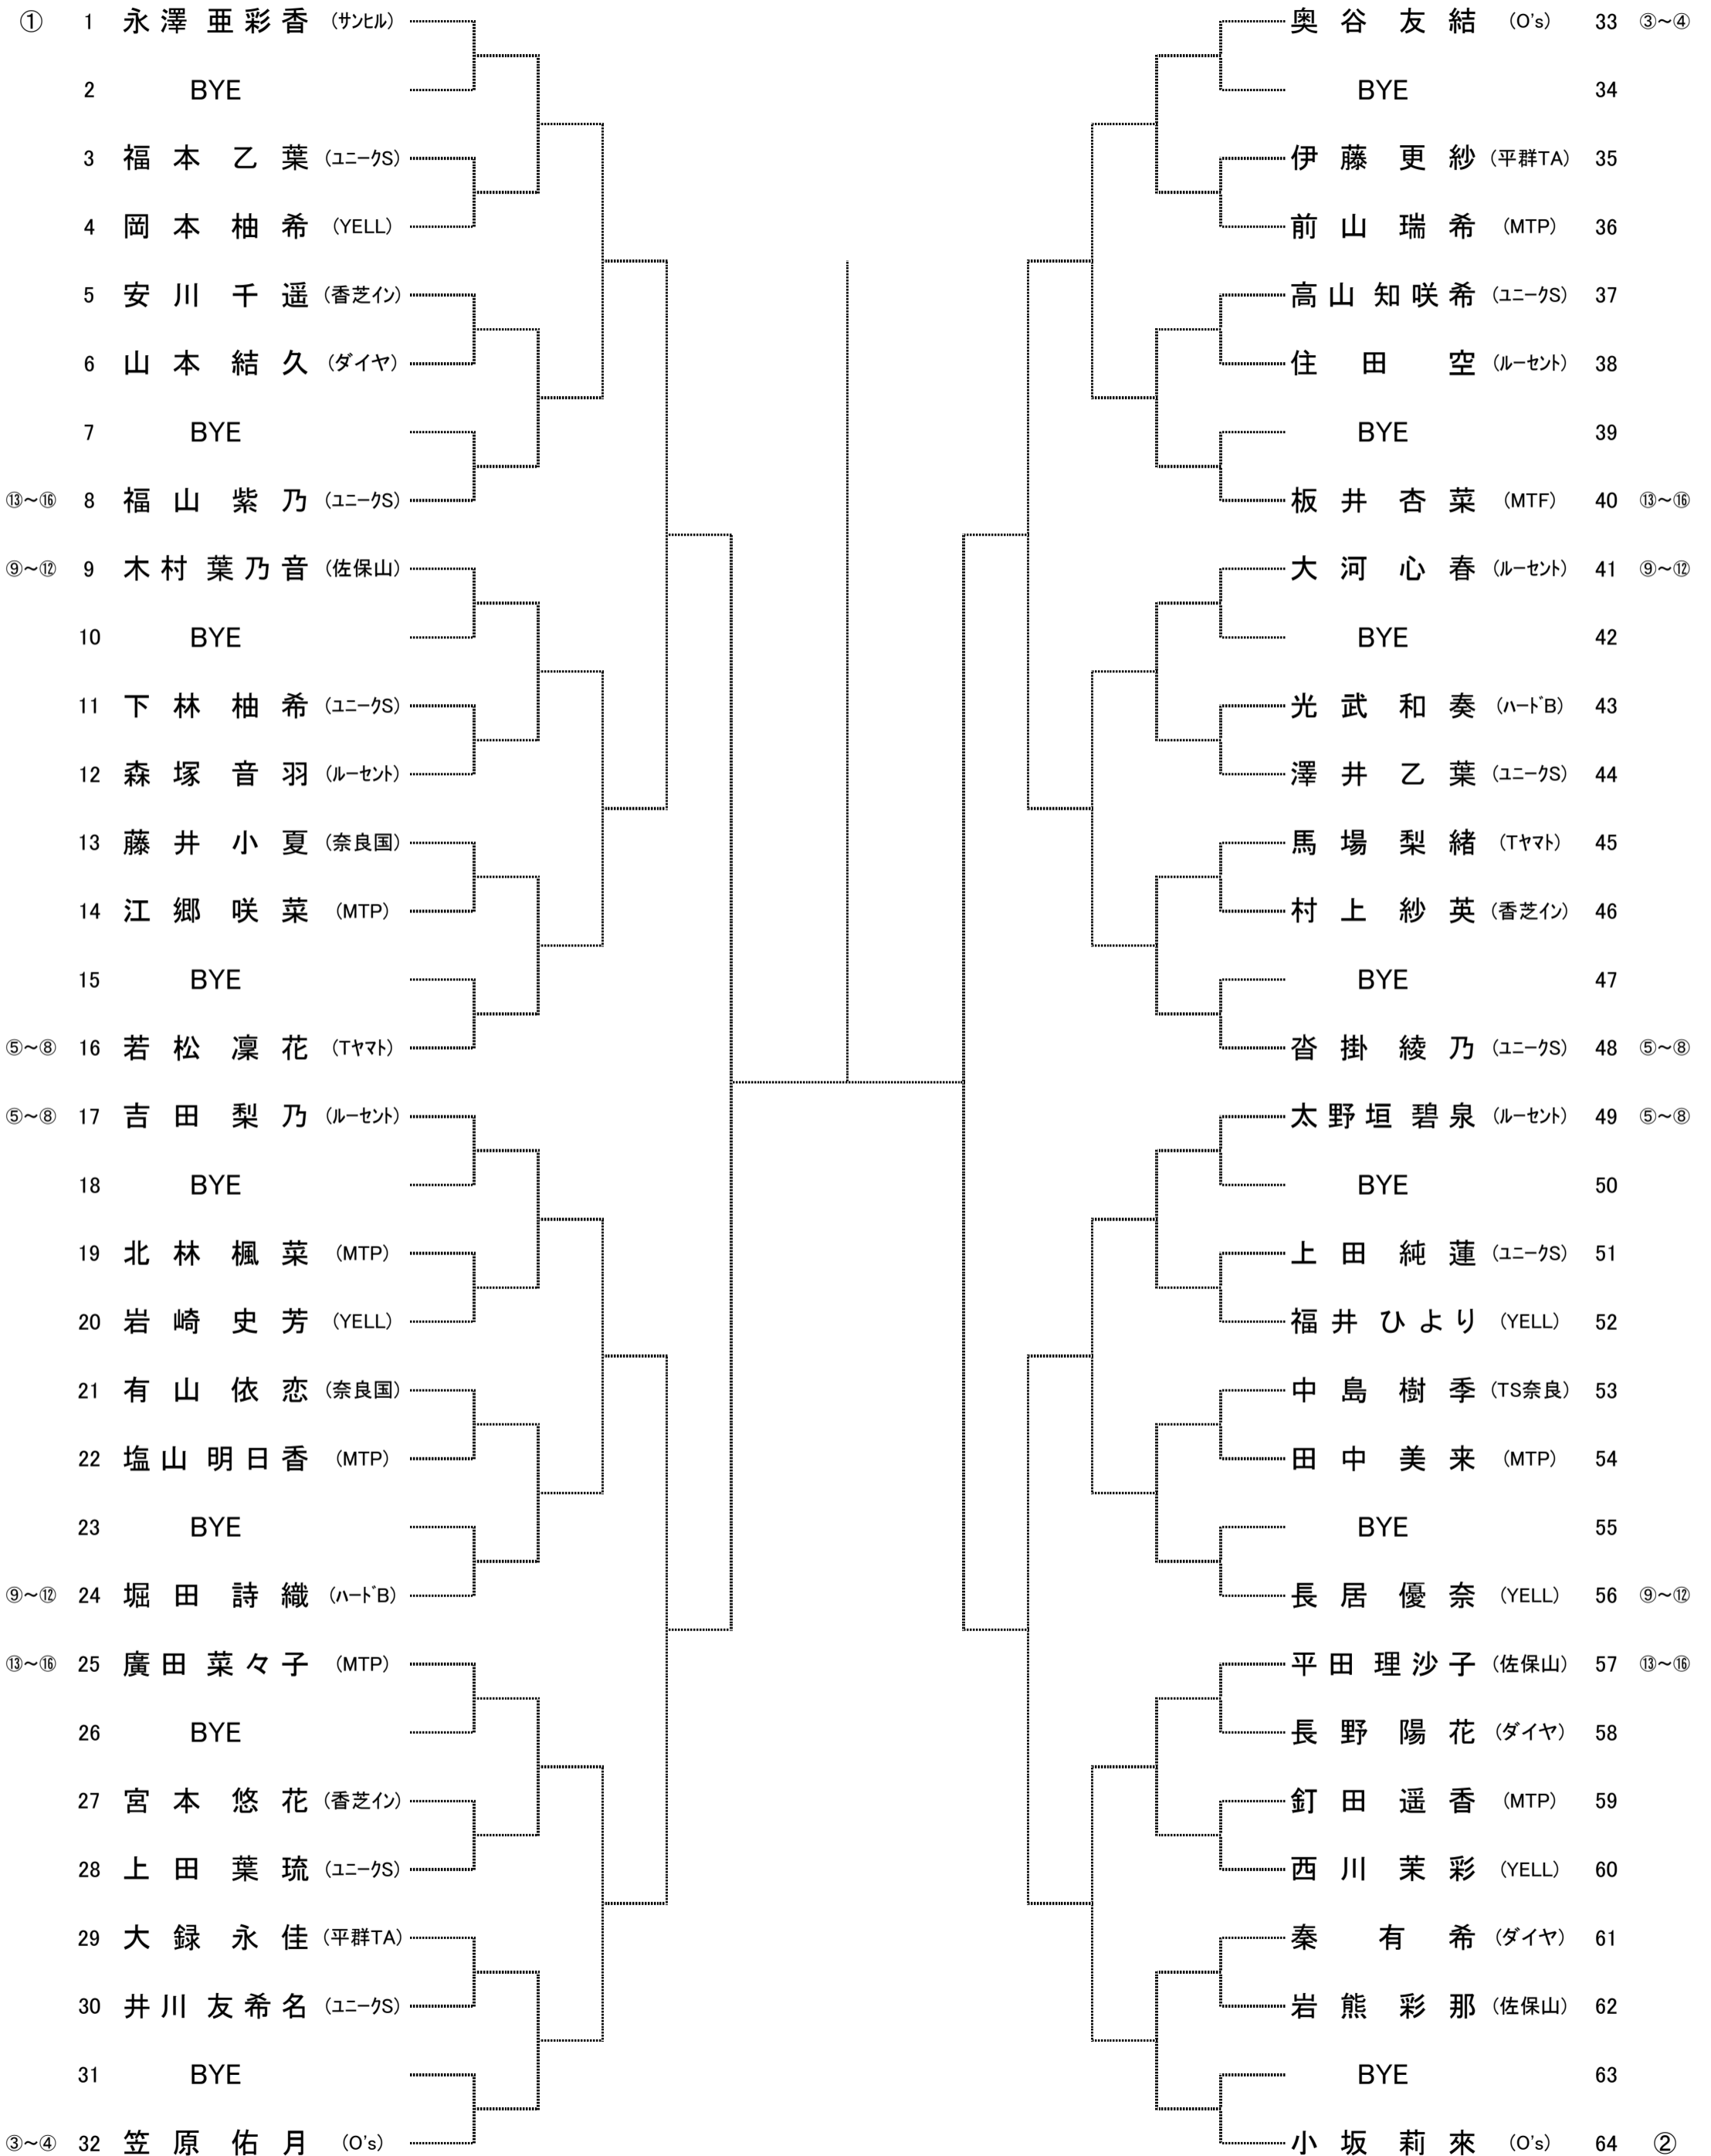 ① 1 永澤 亜彩香 (サンヒル)
2 BYE
3 福本 乙葉 (ユニークS)
4 岡本 柚希 (YELL)
5 安川 千遥 (香芝イン)
6 山本 結久 (ダイヤ)
7 BYE
⑬~⑯ 8 福山 紫乃 (ユニークS)
⑨~⑫ 9 木村 葉乃音 (佐保山)
10 BYE
11 下林 柚希 (ユニークS)
12 森塚 音羽 (ルーセント)
13 藤井 小夏 (奈良国)
14 江郷 咲菜 (MTP)
15 BYE
⑤~⑧ 16 若松 凜花 (Tヤマト)
⑤~⑧ 17 吉田 梨乃 (ルーセント)
18 BYE
19 北林 楓菜 (MTP)
20 岩崎 史芳 (YELL)
21 有山 依恋 (奈良国)
22 塩山 明日香 (MTP)
23 BYE
⑨~⑫ 24 堀田 詩織 (ハードB)
⑬~⑯ 25 廣田 菜々子 (MTP)
26 BYE
27 宮本 悠花 (香芝イン)
28 上田 葉琉 (ユニークS)
29 大録 永佳 (平群TA)
30 井川 友希名 (ユニークS)
31 BYE
③~④ 32 笠原 佑月 (O's)
奥谷 友結 (O's) 33 ③~④
BYE 34
伊藤 更紗 (平群TA) 35
前山 瑞希 (MTP) 36
高山 知咲希 (ユニークS) 37
住田 空 (ルーセント) 38
BYE 39
板井 杏菜 (MTF) 40 ⑬~⑯
大河 心春 (ルーセント) 41 ⑨~⑫
BYE 42
光武 和奏 (ハードB) 43
澤井 乙葉 (ユニークS) 44
馬場 梨緒 (Tヤマト) 45
村上 紗英 (香芝イン) 46
BYE 47
沓掛 綾乃 (ユニークS) 48 ⑤~⑧
太野垣 碧泉 (ルーセント) 49 ⑤~⑧
BYE 50
上田 純蓮 (ユニークS) 51
福井 ひより (YELL) 52
中島 樹季 (TS奈良) 53
田中 美来 (MTP) 54
BYE 55
長居 優奈 (YELL) 56 ⑨~⑫
平田 理沙子 (佐保山) 57 ⑬~⑯
長野 陽花 (ダイヤ) 58
釘田 遥香 (MTP) 59
西川 茉彩 (YELL) 60
秦 有希 (ダイヤ) 61
岩熊 彩那 (佐保山) 62
BYE 63
小坂 莉來 (O's) 64 ②